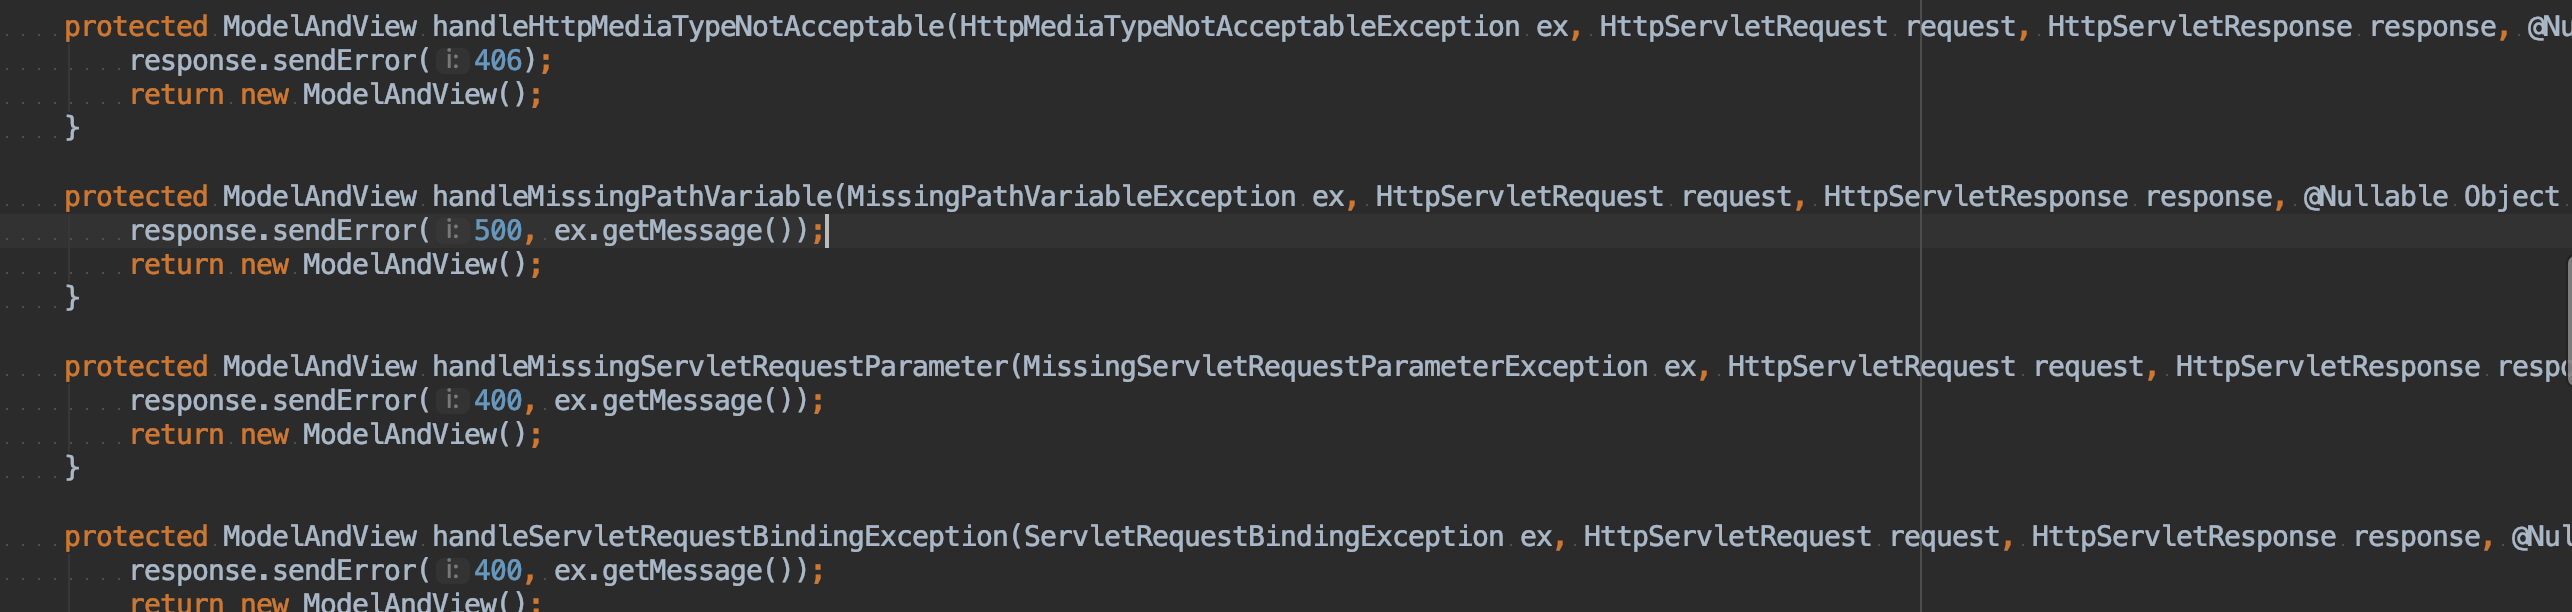 protected ModelAndView handleHttpMediaTypeNotAcceptable(HttpMediaTypeNotAcceptableException ex, HttpServletRequest request, HttpServletResponse response, @Nu
response.sendError( i: 406);
return new ModelAndView();
}
protected ModelAndView handleMissingPathVariable(MissingPathVariableException ex, HttpServletRequest request, HttpServletResponse response, @Nullable Object
response.sendError( i: 500, ex.getMessage());
return new ModelAndView();
}
protected ModelAndView handleMissingServletRequestParameter(MissingServletRequestParameterException ex, HttpServletRequest request, HttpServletResponse respo
response.sendError( i: 400, ex.getMessage());
return new ModelAndView();
}
protected ModelAndView handleServletRequestBindingException(ServletRequestBindingException ex, HttpServletRequest request, HttpServletResponse response, @Nul
response.sendError( i: 400, ex.getMessage());
return new ModelAndView();